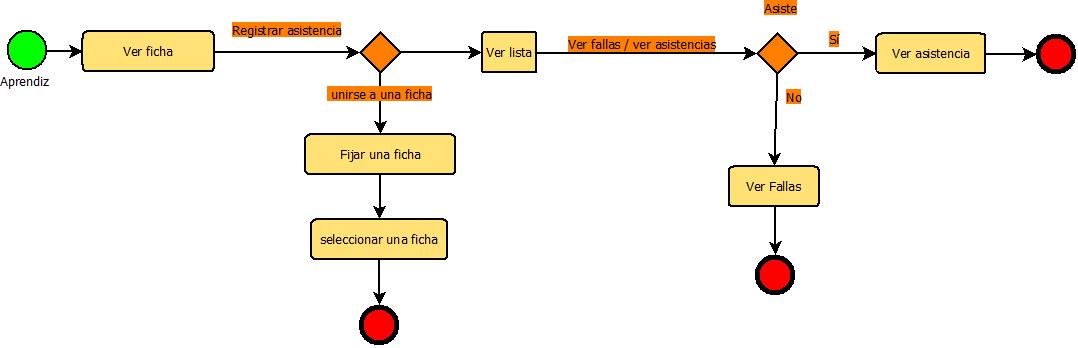 Asiste
Registrar asistencia
Ver fallas / ver asistencias
Sí
Ver ficha
Ver lista
Ver asistencia
Aprendiz
unirse a una ficha
No
Fijar una ficha
Ver Fallas
seleccionar una ficha